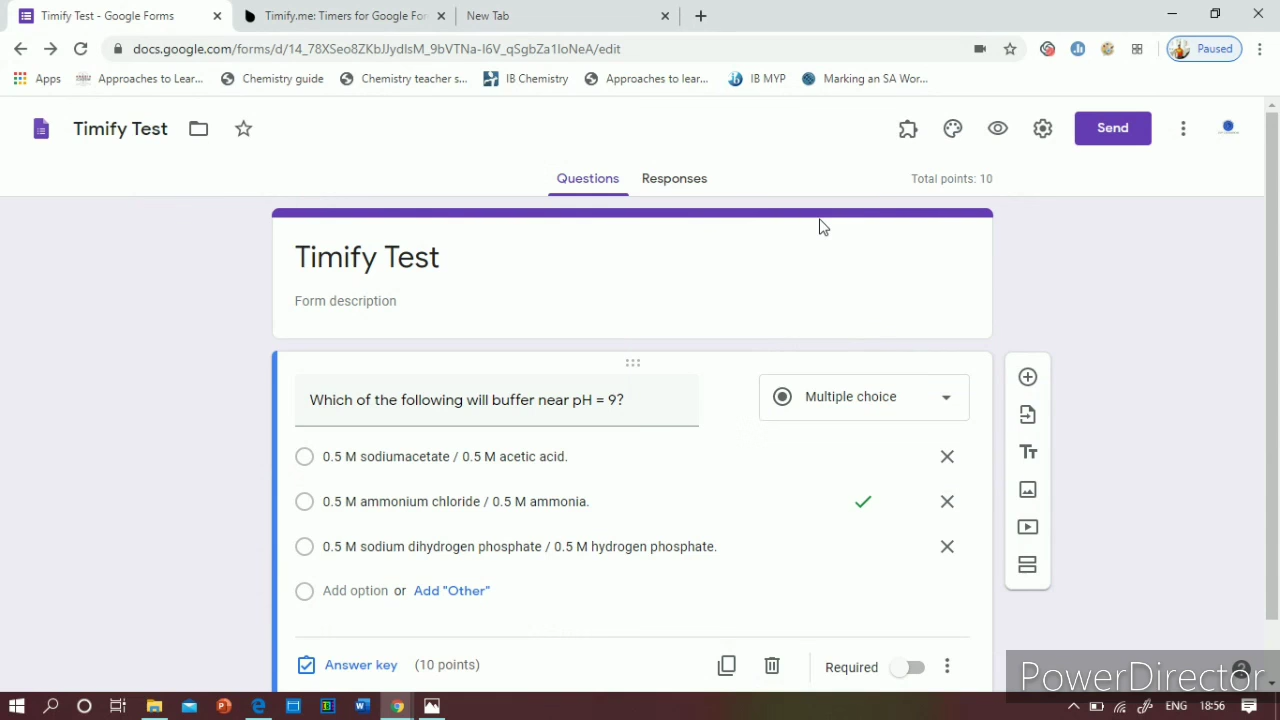 Timify Test - Google Forms
Timify.me: Timers for Google For
New Tab
docs.google.com/forms/d/14_78XSeo8ZKbJJydlsM_9bVTNa-l6V_qSgbZa1loNeA/edit
Paused
Apps
Approaches to Lear...
Chemistry guide
Chemistry teacher s...
IB Chemistry
Approaches to lear...
IB MYP
Marking an SA Wor...
Timify Test
Send
Questions
Responses
Total points: 10
Timify Test
Form description
Which of the following will buffer near pH = 9?
Multiple choice
0.5 M sodiumacetate / 0.5 M acetic acid.
0.5 M ammonium chloride / 0.5 M ammonia.
0.5 M sodium dihydrogen phosphate / 0.5 M hydrogen phosphate.
Add option or Add "Other"
Answer key (10 points)
Required
PowerDirector
ENG 18:56